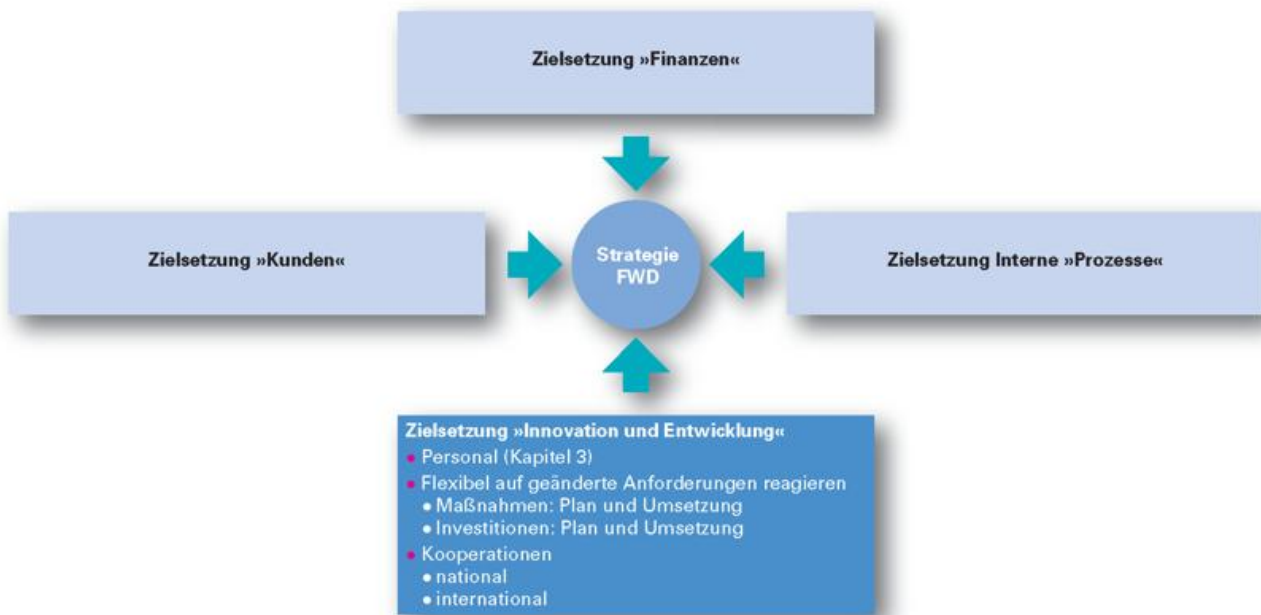 Zielsetzung »Finanzen«
Zielsetzung »Kunden«
Strategie
FWD
Zielsetzung Interne »Prozesse«
Zielsetzung »Innovation und Entwicklung«
• Personal (Kapitel 3)
• Flexibel auf geänderte Anforderungen reagieren
• Maßnahmen: Plan und Umsetzung
• Investitionen: Plan und Umsetzung
• Kooperationen
• national
• international